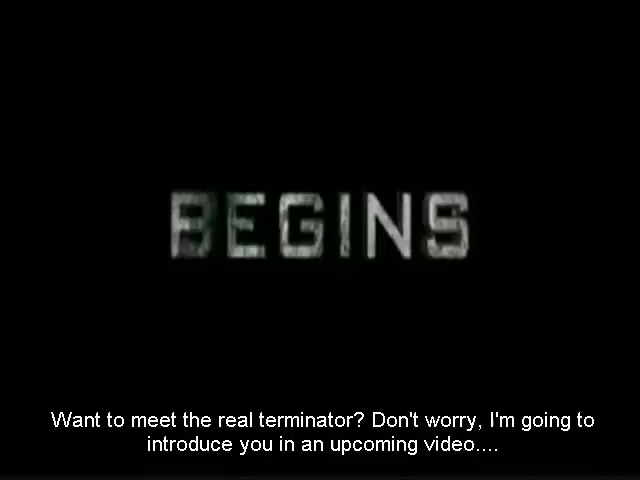 BEGINS
Want to meet the real terminator? Don't worry, I'm going to
introduce you in an upcoming video....